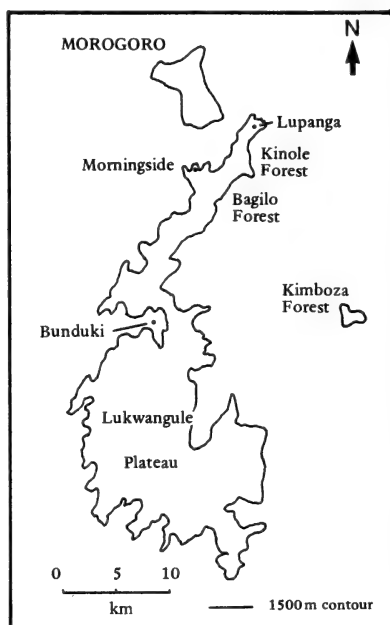 N
MOROGORO
Lupanga
Morningside
Kinole
Forest
Bagilo
Forest
Kimboza
Forest
Bunduki
Lukwangule
Plateau
0 5 10
km
1500m contour